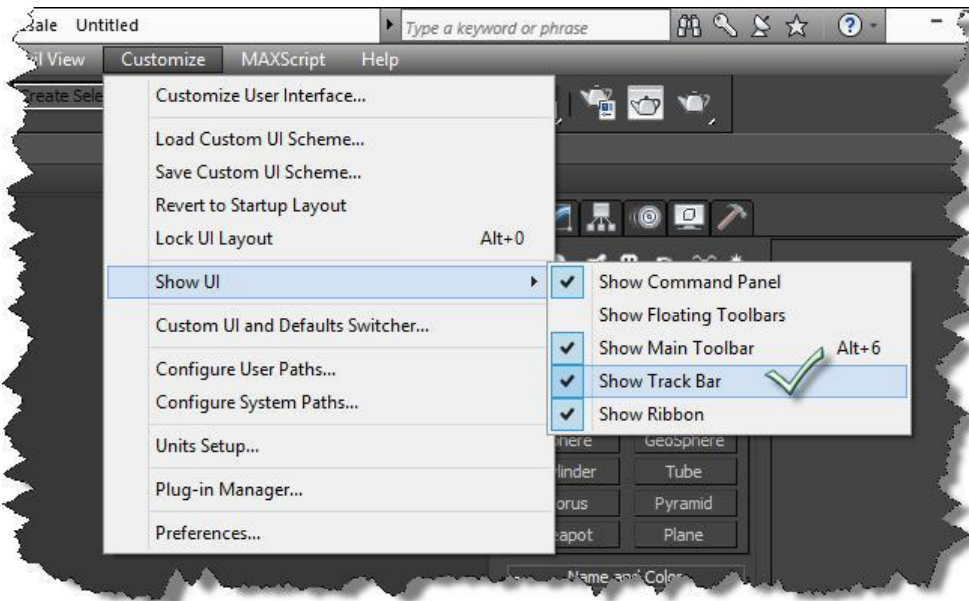 Untitled
Type a keyword or phrase
View
Customize
MAXScript
Help
Customize User Interface...
Load Custom UI Scheme...
Save Custom UI Scheme...
Revert to Startup Layout
Lock UI Layout Alt+0
Show UI
Show Command Panel
Show Floating Toolbars
Show Main Toolbar Alt+6
Show Track Bar
Show Ribbon
Custom UI and Defaults Switcher...
Configure User Paths...
Configure System Paths...
Units Setup...
Plug-in Manager...
Preferences...
GeoSphere
Tube
Pyramid
Plane
Name and Color